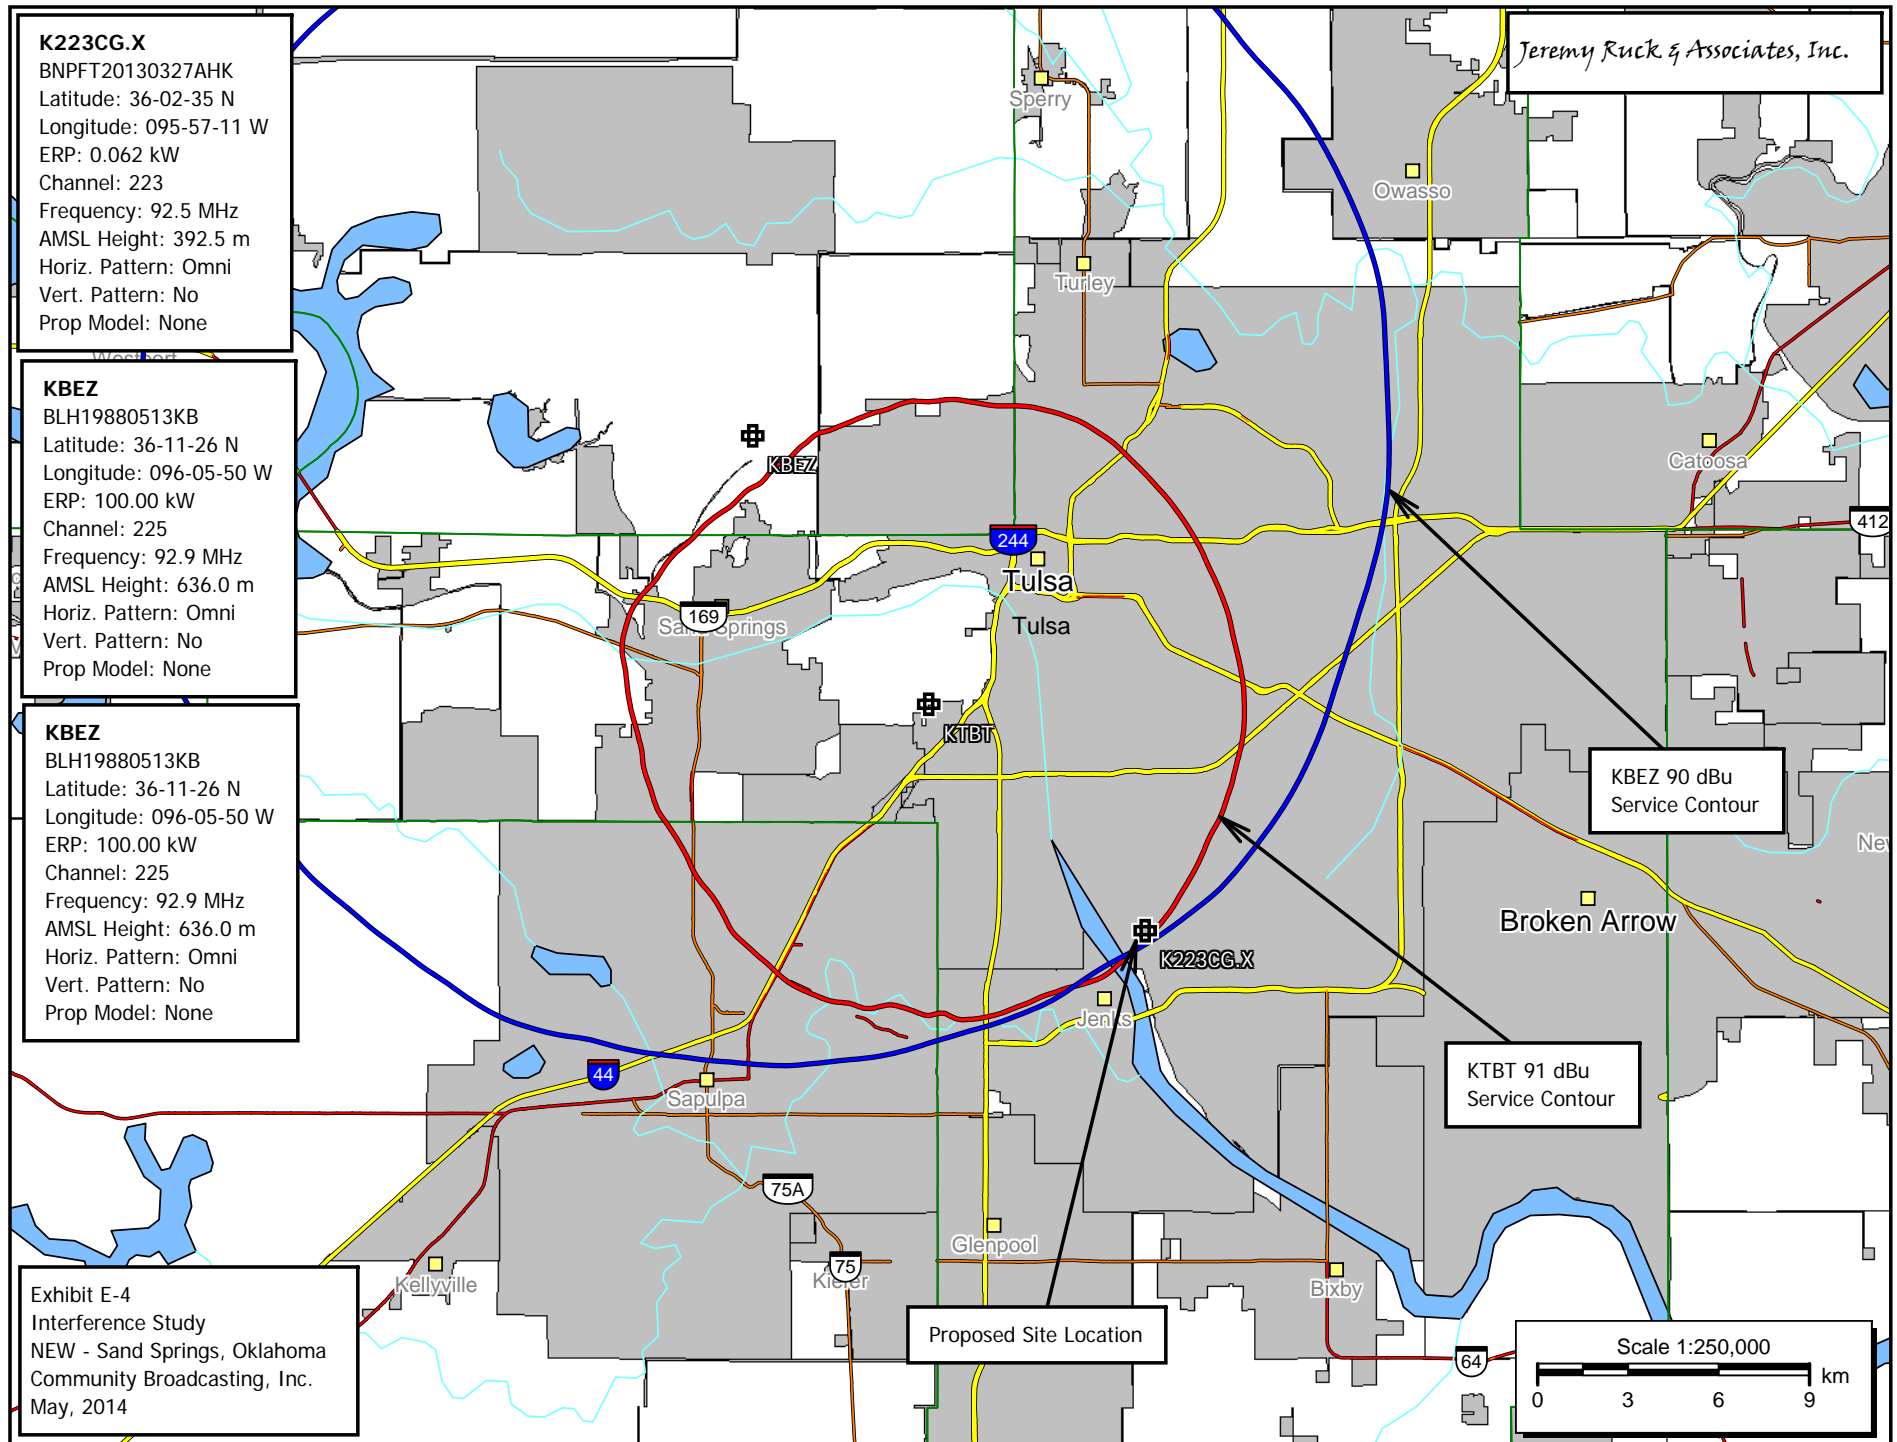 K223CG.X
BNPFT20130327AHK
Latitude: 36-02-35 N
Longitude: 095-57-11 W
ERP: 0.062 kW
Channel: 223
Frequency: 92.5 MHz
AMSL Height: 392.5 m
Horiz. Pattern: Omni
Vert. Pattern: No
Prop Model: None
Jeremy Ruck & Associates, Inc.
Sperry
Owasso
Turley
Westport
KBEZ
BLH19880513KB
Latitude: 36-11-26 N
Longitude: 096-05-50 W
ERP: 100.00 kW
Channel: 225
Frequency: 92.9 MHz
AMSL Height: 636.0 m
Horiz. Pattern: Omni
Vert. Pattern: No
Prop Model: None
KBEZ
Catoosa
412
244
Tulsa
Tulsa
169
Sand Springs
KTBT
KBEZ
BLH19880513KB
Latitude: 36-11-26 N
Longitude: 096-05-50 W
ERP: 100.00 kW
Channel: 225
Frequency: 92.9 MHz
AMSL Height: 636.0 m
Horiz. Pattern: Omni
Vert. Pattern: No
Prop Model: None
KBEZ 90 dBu
Service Contour
New
Broken Arrow
K223CG.X
Jenks
44
Sapulpa
KTBT 91 dBu
Service Contour
75A
Glenpool
75
Kiefer
Kellyville
Bixby
64
Proposed Site Location
Exhibit E-4
Interference Study
NEW - Sand Springs, Oklahoma
Community Broadcasting, Inc.
May, 2014
Scale 1:250,000
km
0 3 6 9